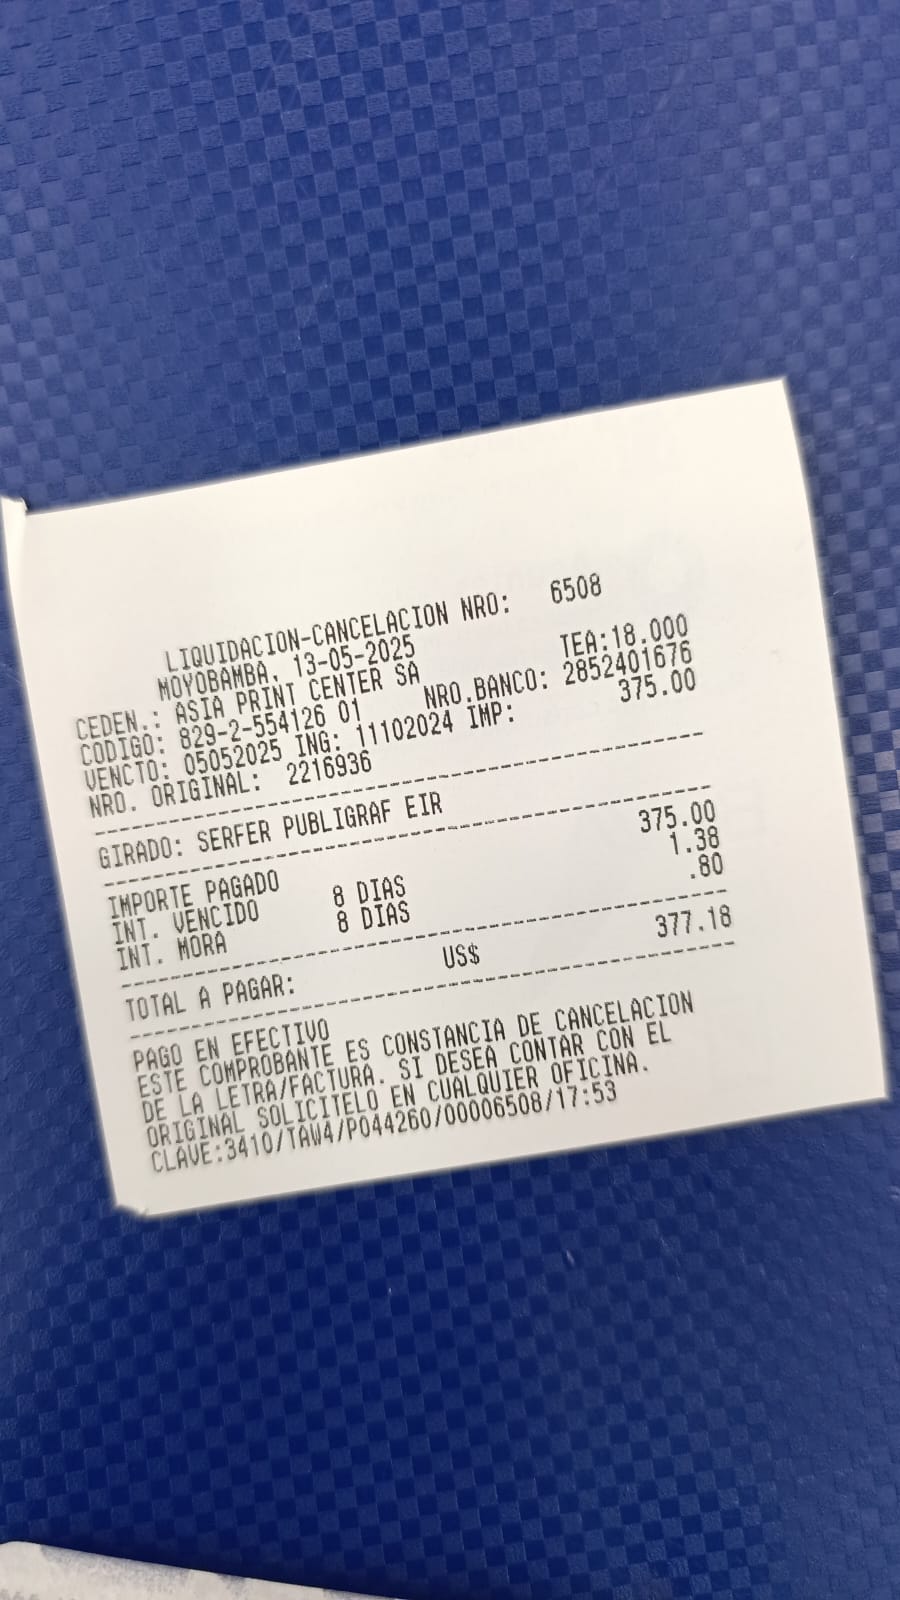 LIQUIDACION-CANCELACION NRO: 6508
MOYOBAMBA, 13-05-2025
CEDEN.: ASIA PRINT CENTER SA TEA:18.000
CODIGO: 829-2-554126 01 NRO.BANCO: 2852401676
VENCTO: 05052025 ING: 11102024 IMP: 375.00
NRO. ORIGINAL: 2216936
GIRADO: SERFER PUBLIGRAF EIR
IMPORTE PAGADO 375.00
INT. VENCIDO 8 DIAS 1.38
INT. MORA 8 DIAS .80
TOTAL A PAGAR: US$ 377.18
PAGO EN EFECTIVO
ESTE COMPROBANTE ES CONSTANCIA DE CANCELACION
DE LA LETRA/FACTURA. SI DESEA CONTAR CON EL
ORIGINAL SOLICITELO EN CUALQUIER OFICINA.
CLAVE:3410/TAW4/P044260/00006508/17:53